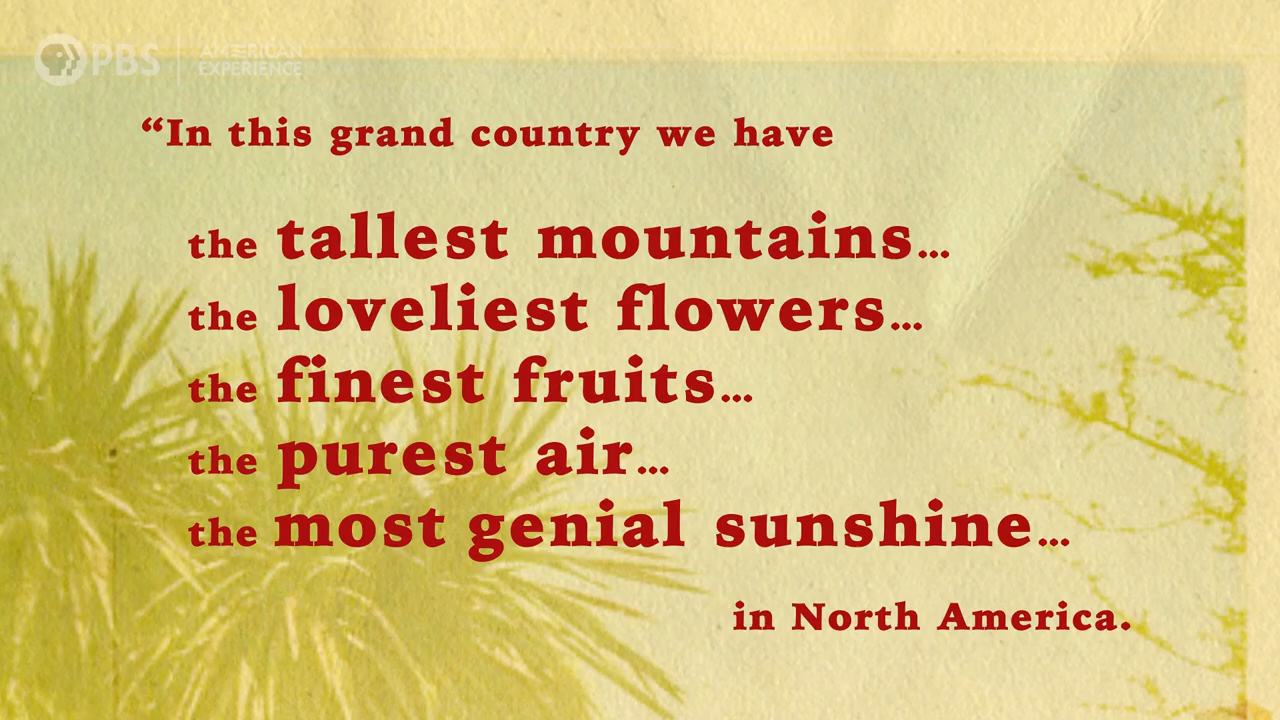 PBS
AMERICAN
EXPERIENCE
“In this grand country we have
the tallest mountains...
the loveliest flowers...
the finest fruits...
the purest air...
the most genial sunshine...
in North America.